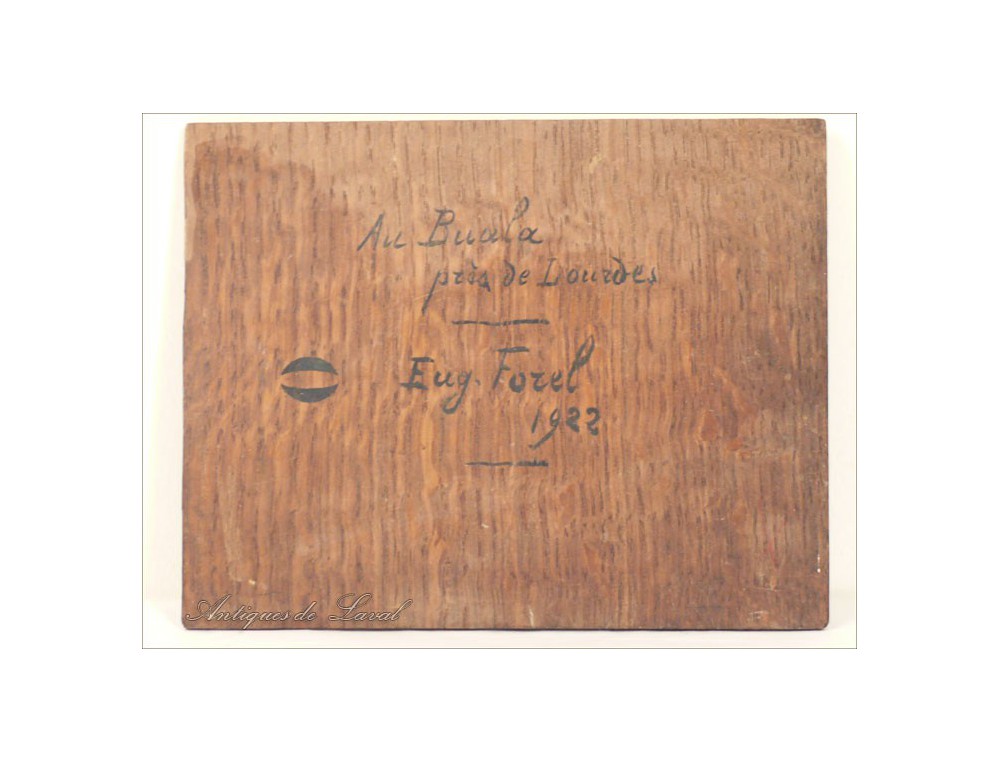 Au Buala
près de Lourdes
Eug. Forel
1922
Antiques de Laval